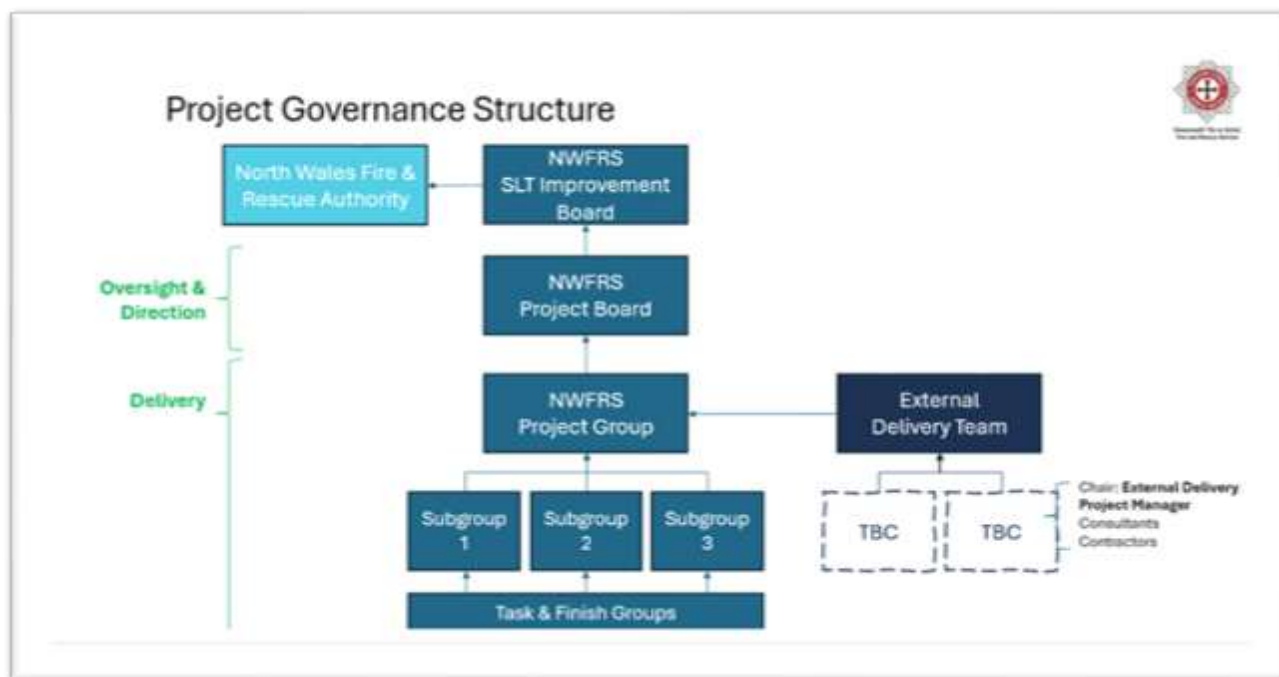 Project Governance Structure
North Wales Fire &
Rescue Authority
NWFRS
SLT Improvement
Board
Oversight &
Direction
NWFRS
Project Board
Delivery
NWFRS
Project Group
External
Delivery Team
Subgroup
1
Subgroup
2
Subgroup
3
TBC
TBC
Chair: External Delivery
Project Manager
Consultants
Contractors
Task & Finish Groups